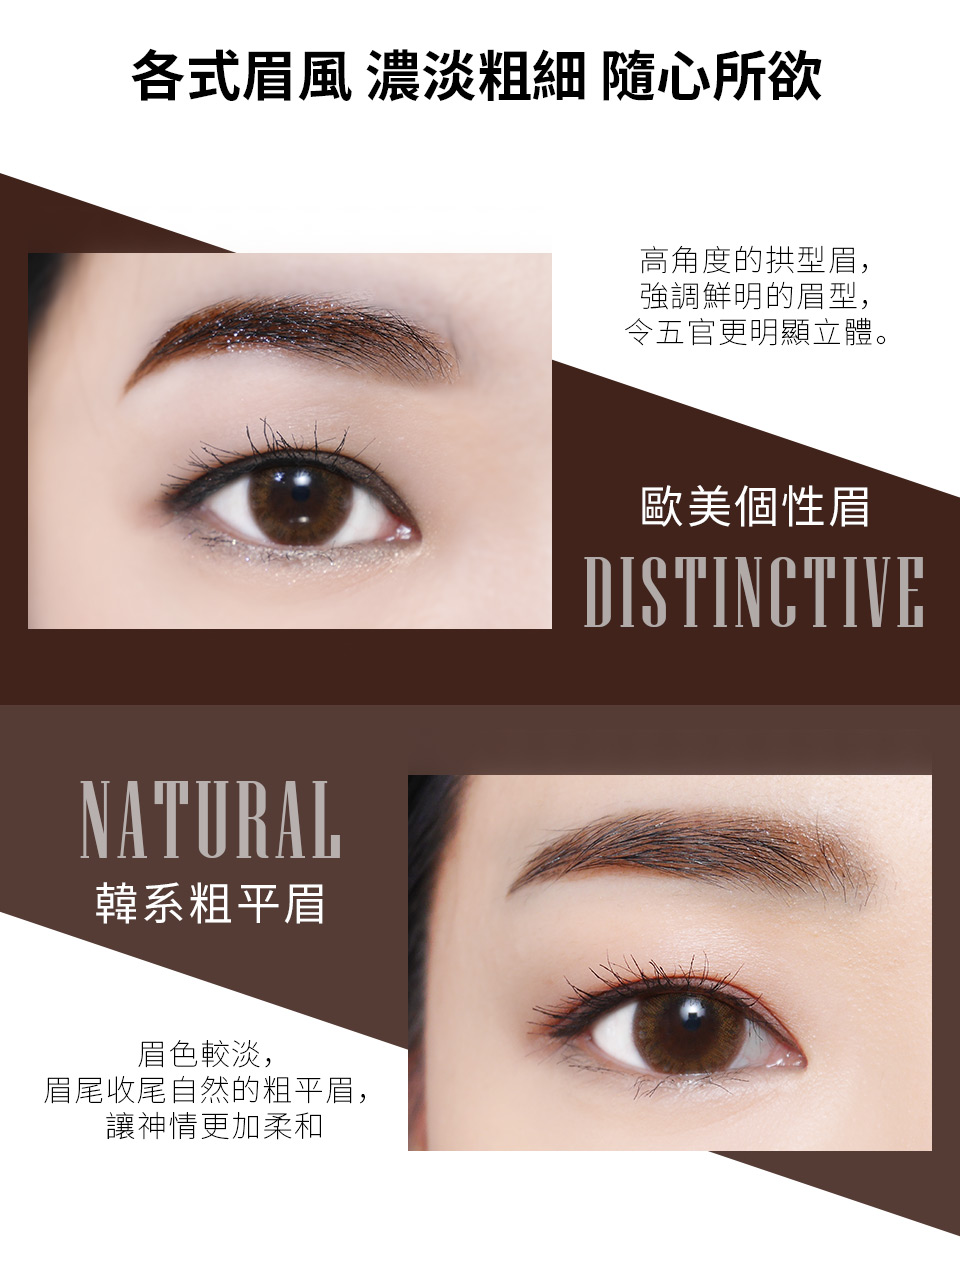 各式眉風 濃淡粗細 隨心所欲
高角度的拱型眉，
強調鮮明的眉型，
令五官更明顯立體。
歐美個性眉
DISTINCTIVE
NATURAL
韓系粗平眉
眉色較淡，
眉尾收尾自然的粗平眉，
讓神情更加柔和